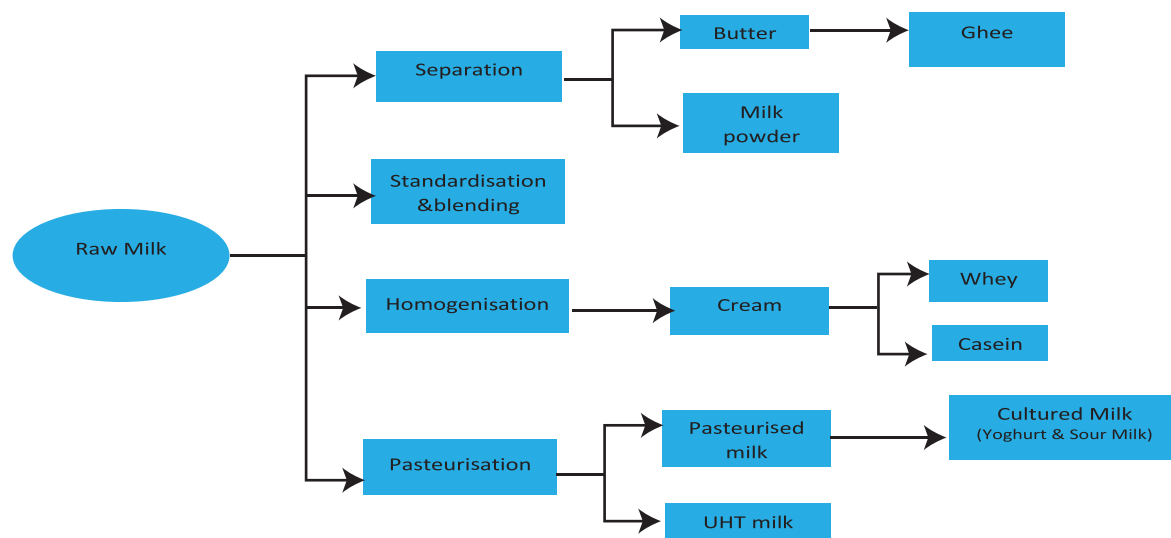 Butter
Ghee
Separation
Milk
powder
Standardisation
&blending
Raw Milk
Homogenisation
Cream
Whey
Casein
Cultured Milk
(Yoghurt & Sour Milk)
Pasteurised
milk
Pasteurisation
UHT milk